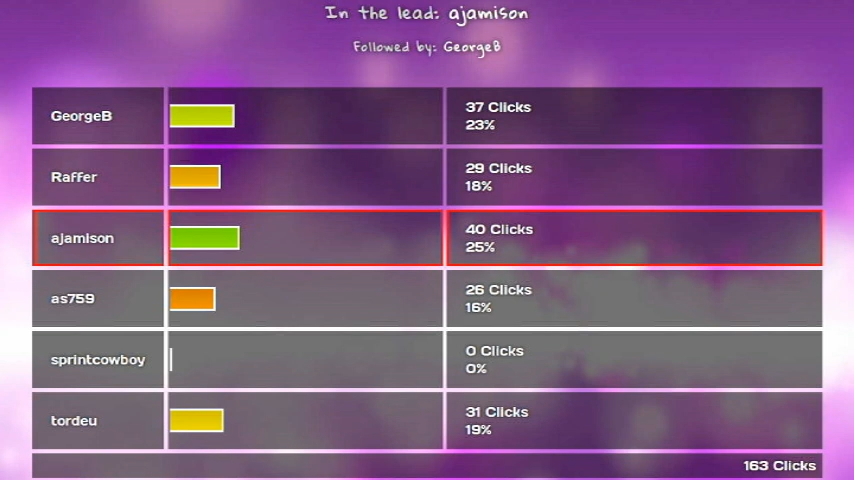 In the lead: ajamison
Followed by: GeorgeB
GeorgeB
37 Clicks
23%
Raffer
29 Clicks
18%
ajamison
40 Clicks
25%
as759
26 Clicks
16%
sprintcowboy
0 Clicks
0%
tordeu
31 Clicks
19%
163 Clicks